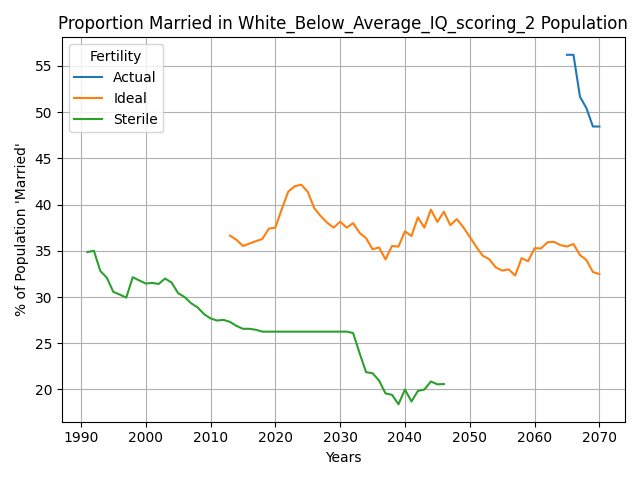 Proportion Married in White_Below_Average_IQ_scoring_2 Population
Fertility
Actual
Ideal
Sterile
% of Population 'Married'
55
50
45
40
35
30
25
20
1990 2000 2010 2020 2030 2040 2050 2060 2070
Years